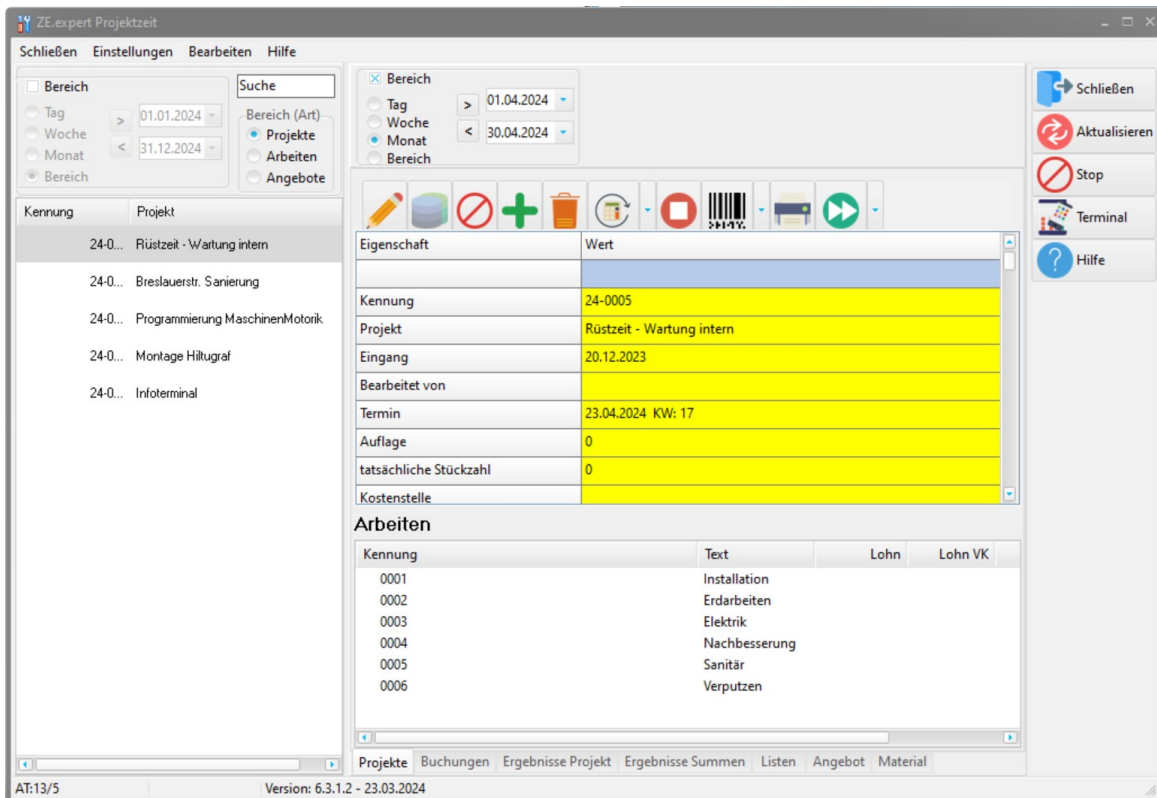 ZE.expert Projektzeit
Schließen Einstellungen Bearbeiten Hilfe
Bereich
Tag
Woche
Monat
Bereich
>
<
01.01.2024
31.12.2024
Suche
Bereich (Art)
Projekte
Arbeiten
Angebote
Kennung Projekt
24-0... Rüstzeit - Wartung intern
24-0... Breslauerstr. Sanierung
24-0... Programmierung MaschinenMotorik
24-0... Montage Hiltugraf
24-0... Infoterminal
Bereich
Tag
Woche
Monat
Bereich
>
<
01.04.2024
30.04.2024
Eigenschaft Wert
Kennung 24-0005
Projekt Rüstzeit - Wartung intern
Eingang 20.12.2023
Bearbeitet von
Termin 23.04.2024 KW: 17
Auflage 0
tatsächliche Stückzahl 0
Kostenstelle
Arbeiten
Kennung Text Lohn Lohn VK
0001 Installation
0002 Erdarbeiten
0003 Elektrik
0004 Nachbesserung
0005 Sanitär
0006 Verputzen
Projekte Buchungen Ergebnisse Projekt Ergebnisse Summen Listen Angebot Material
Schließen
Aktualisieren
Stop
Terminal
Hilfe
AT:13/5 Version: 6.3.1.2 - 23.03.2024